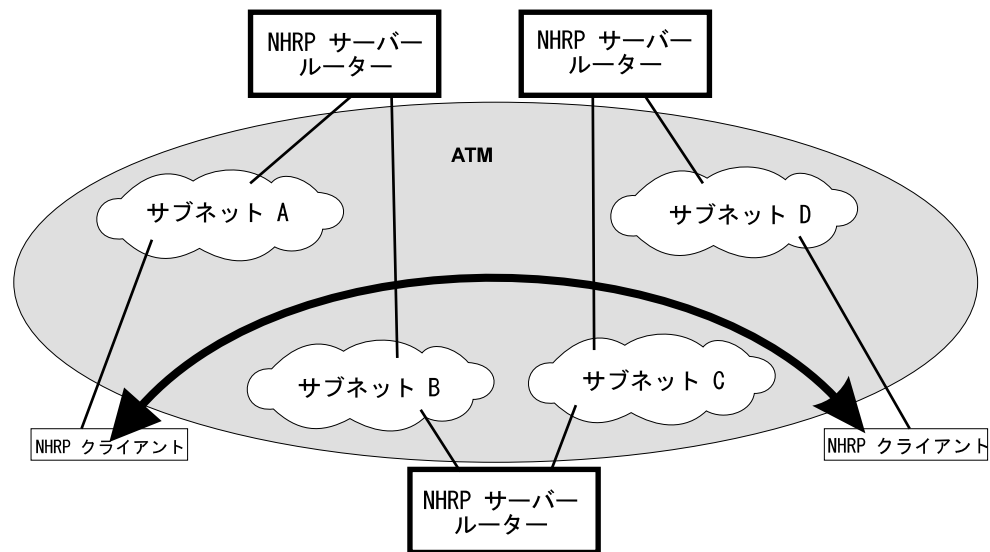 NHRP サーバー
ルーター
NHRP サーバー
ルーター
ATM
サブネット A
サブネット D
サブネット B
サブネット C
NHRP クライアント
NHRP クライアント
NHRP サーバー
ルーター